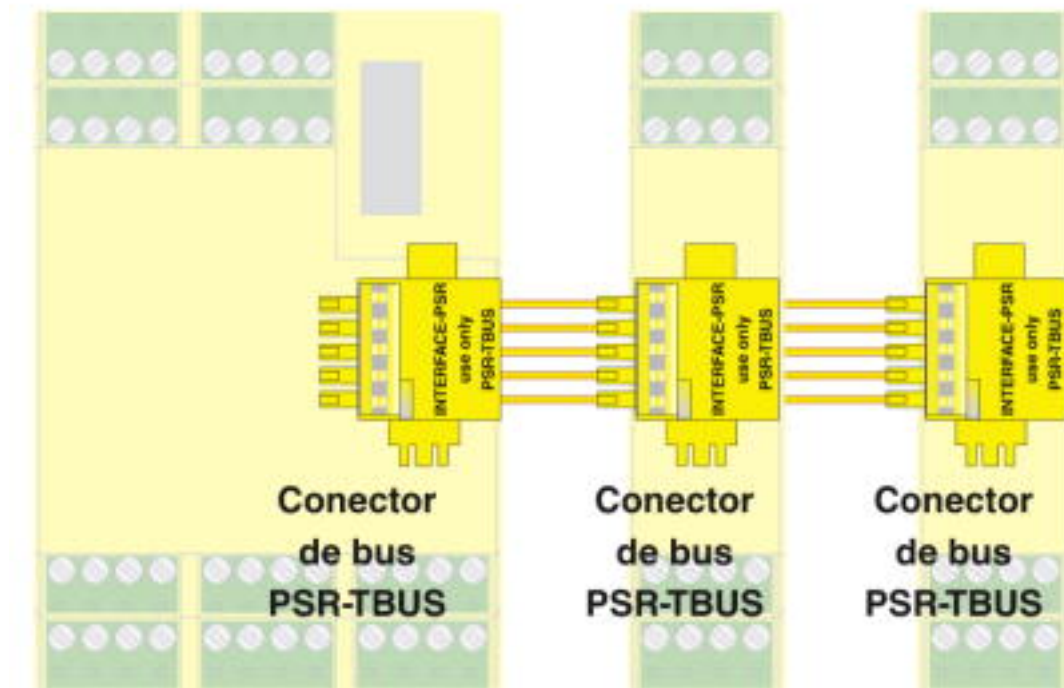 INTERFACE-PSR
use only
PSR-TBUS
INTERFACE-PSR
use only
PSR-TBUS
INTERFACE-PSR
use only
PSR-TBUS
Conector
de bus
PSR-TBUS
Conector
de bus
PSR-TBUS
Conector
de bus
PSR-TBUS